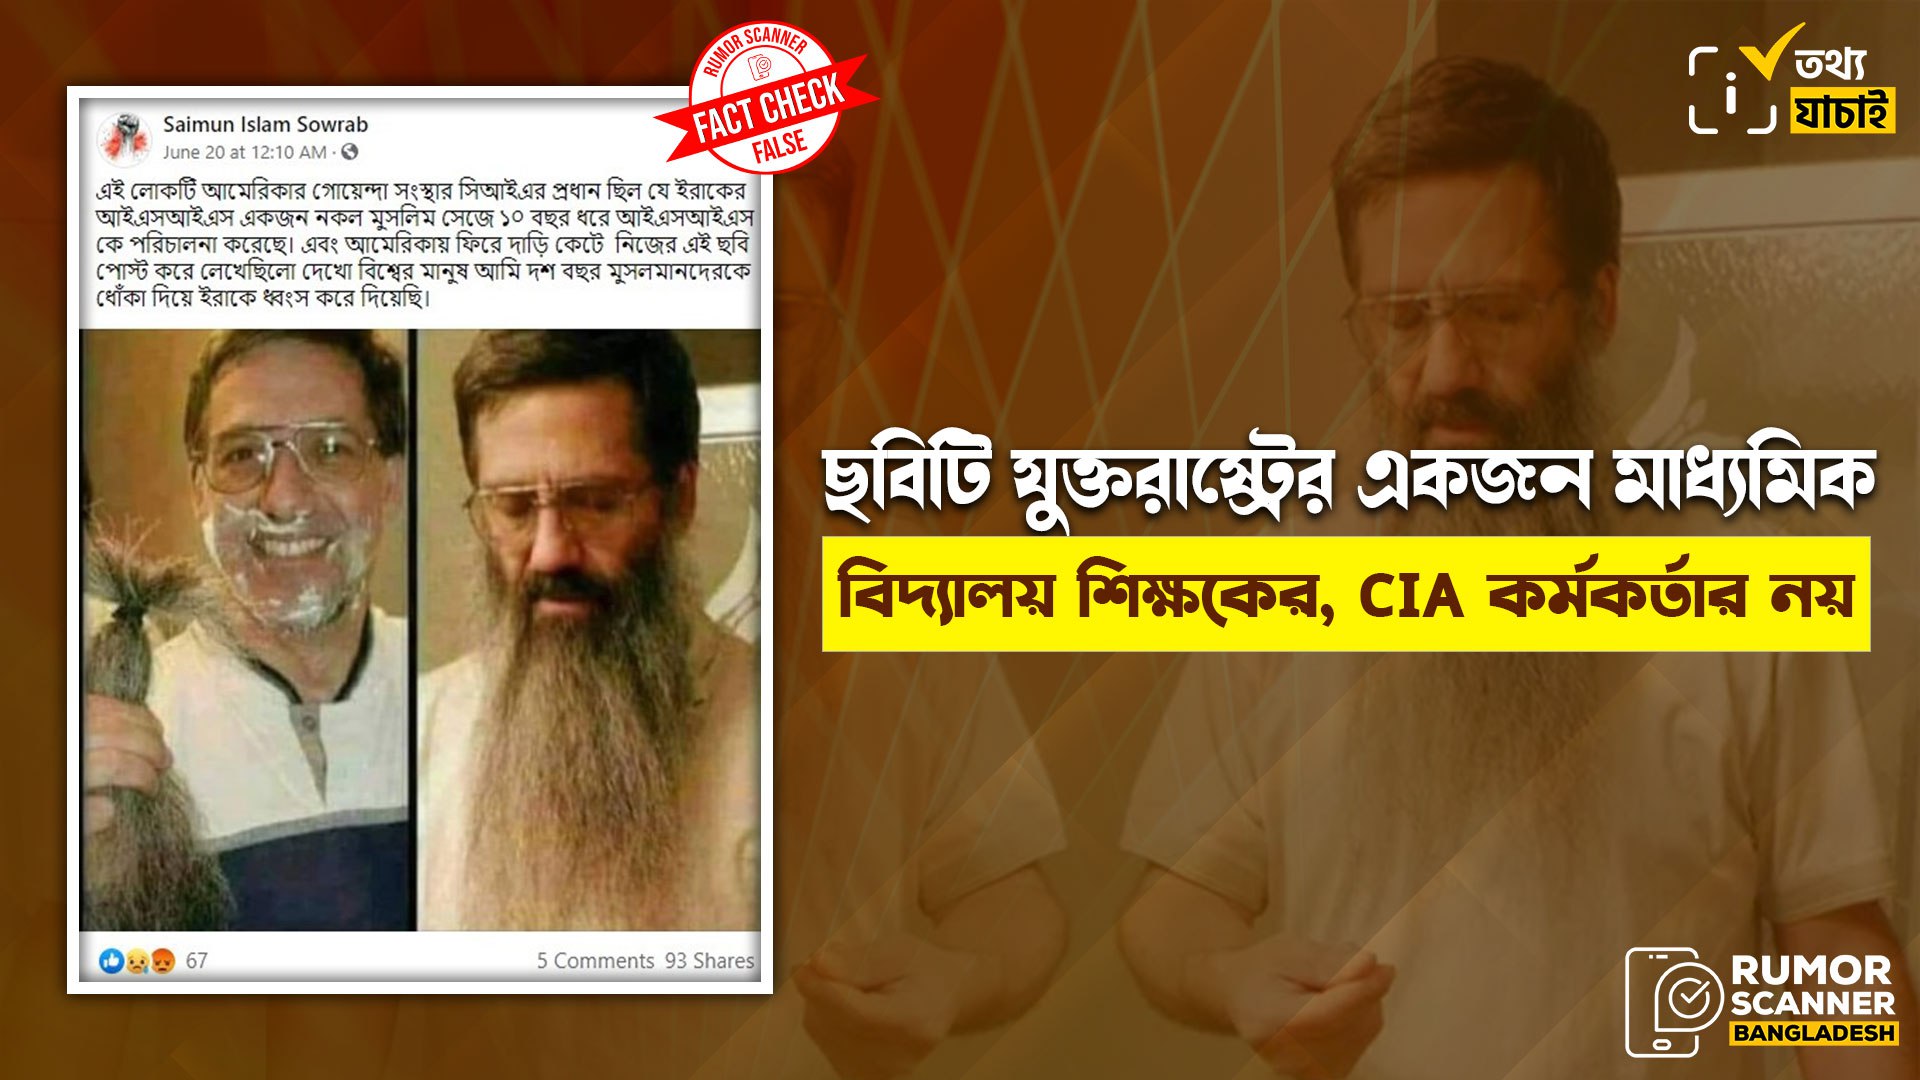 Saimun Islam Sowrab
June 20 at 12:10 AM ·
এই লোকটি আমেরিকার গোয়েন্দা সংস্থার সিআইএর প্রধান ছিল যে ইরাকের
আইএসআইএস একজন নকল মুসলিম সেজে ১০ বছর ধরে আইএসআইএস
কে পরিচালনা করেছে। এবং আমেরিকায় ফিরে দাড়ি কেটে নিজের এই ছবি
পোস্ট করে লেখেছিলো দেখো বিশ্বের মানুষ আমি দশ বছর মুসলমানদেরকে
ধোঁকা দিয়ে ইরাকে ধ্বংস করে দিয়েছি।
67
5 Comments 93 Shares
RUMOR SCANNER
FACT CHECK
FALSE
i তথ্য
যাচাই
ছবিটি যুক্তরাষ্ট্রের একজন মাধ্যমিক
বিদ্যালয় শিক্ষকের, CIA কর্মকর্তার নয়
RUMOR
SCANNER
BANGLADESH